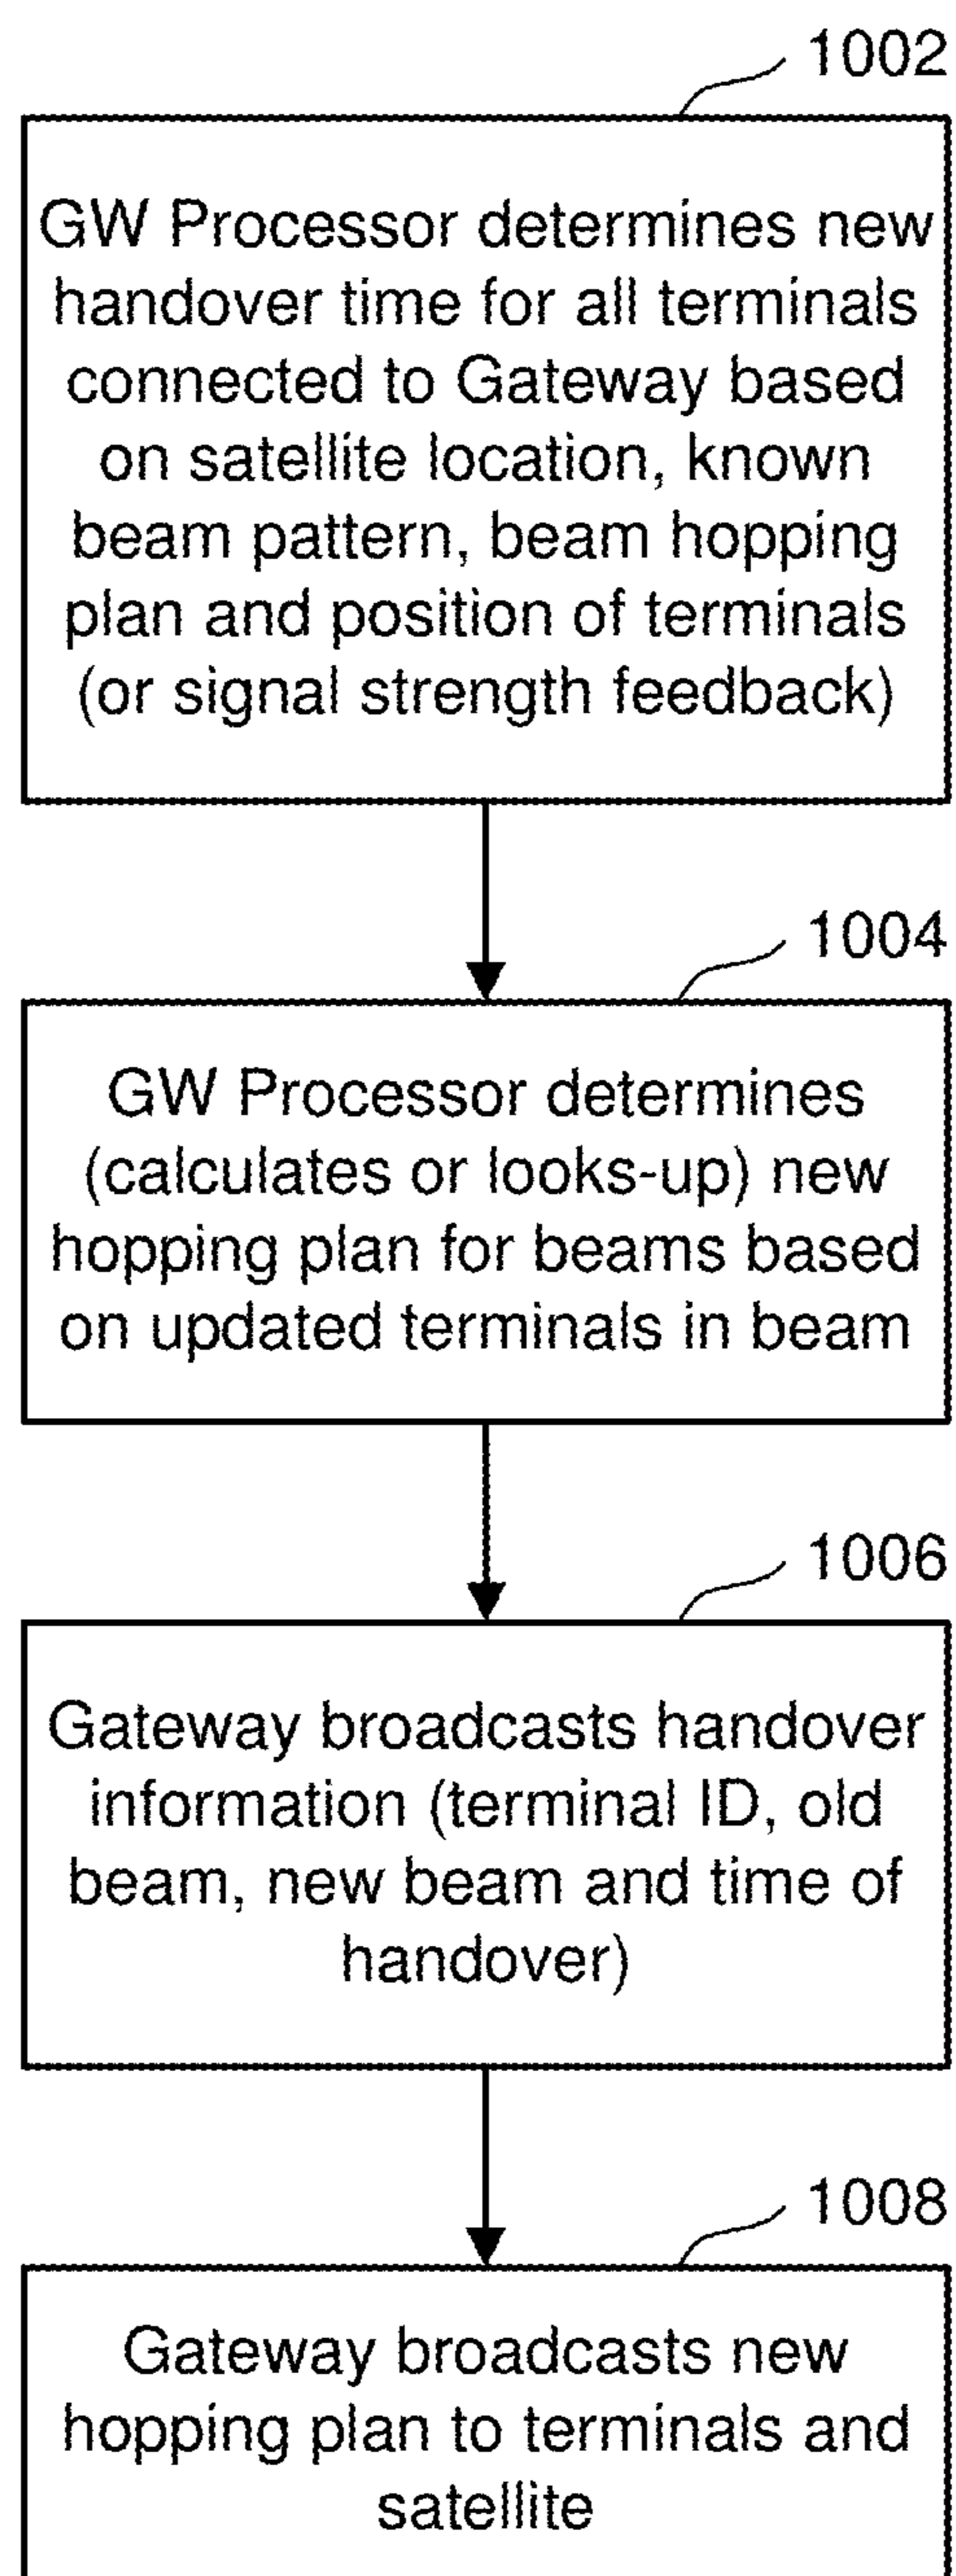 1002
GW Processor determines new
handover time for all terminals
connected to Gateway based
on satellite location, known
beam pattern, beam hopping
plan and position of terminals
(or signal strength feedback)
1004
GW Processor determines
(calculates or looks-up) new
hopping plan for beams based
on updated terminals in beam
1006
Gateway broadcasts handover
information (terminal ID, old
beam, new beam and time of
handover)
1008
Gateway broadcasts new
hopping plan to terminals and
satellite